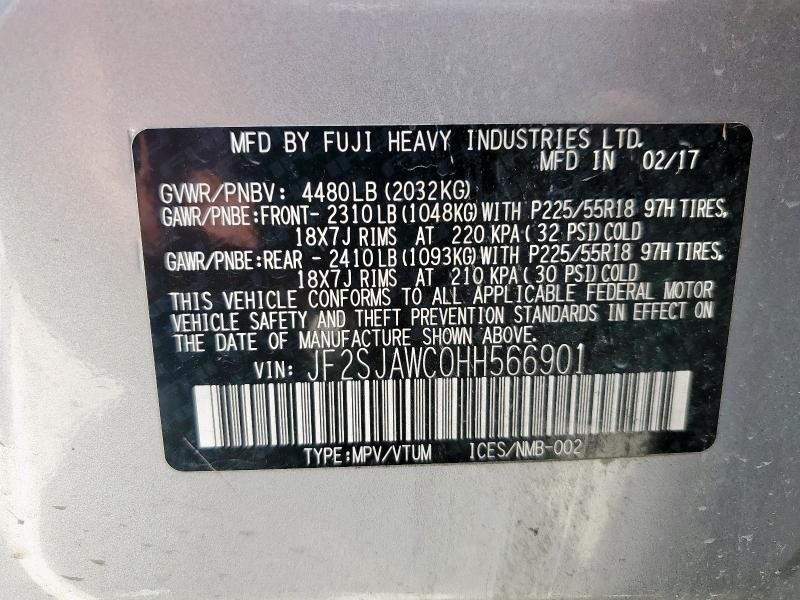 MFD BY FUJI HEAVY INDUSTRIES LTD.
MFD IN 02/17
GVWR/PNBV: 4480LB (2032KG)
GAWR/PNBE:FRONT- 2310LB (1048KG) WITH P225/55R18 97H TIRES,
18X7J RIMS AT 220 KPA (32 PSI) COLD
GAWR/PNBE:REAR - 2410LB (1093KG) WITH P225/55R18 97H TIRES,
18X7J RIMS AT 210 KPA (30 PSI) COLD
THIS VEHICLE CONFORMS TO ALL APPLICABLE FEDERAL MOTOR
VEHICLE SAFETY AND THEFT PREVENTION STANDARDS IN EFFECT ON
THE DATE OF MANUFACTURE SHOWN ABOVE.
VIN: JF2SJAWC0HH566901
TYPE:MPV/VTUM ICES/NMB-002